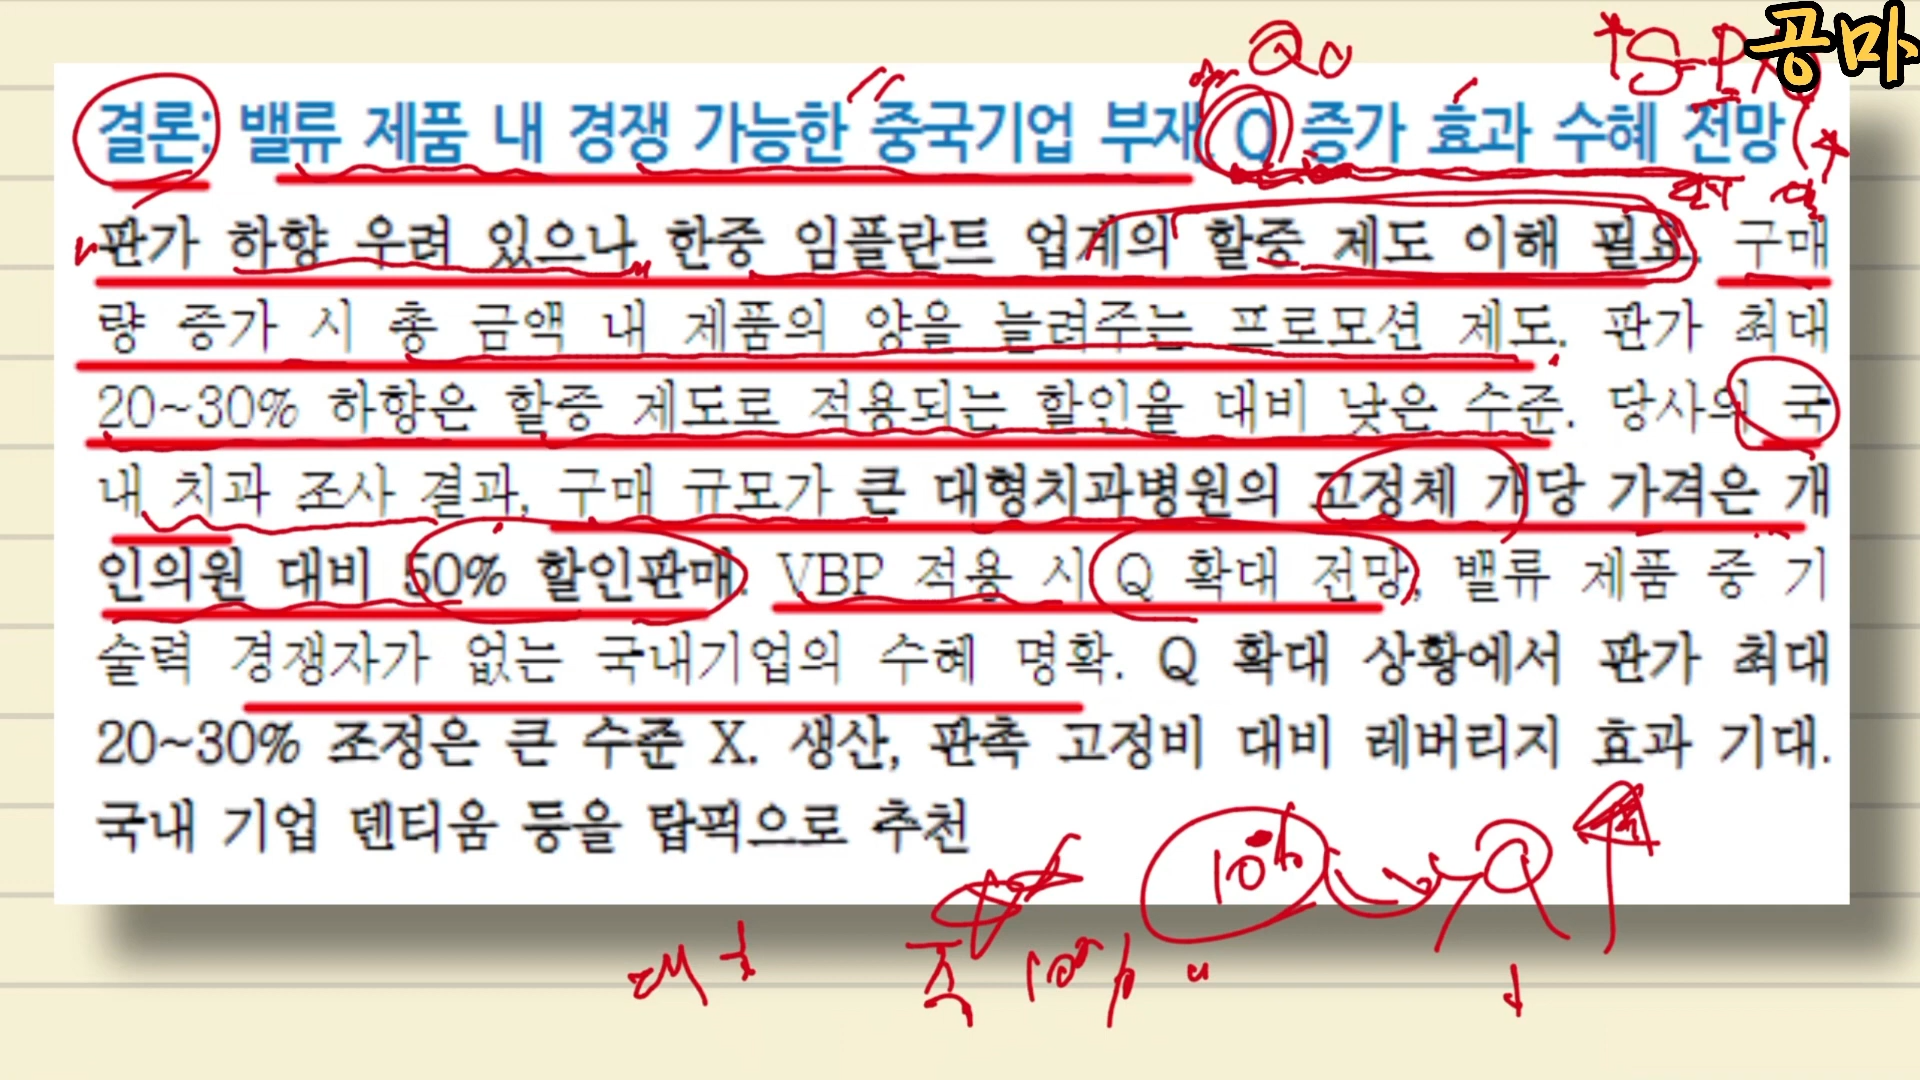 공마
결론: 밸류 제품 내 경쟁 가능한 중국기업 부재 Q 증가 효과 수혜 전망
판가 하향 우려 있으나 한중 임플란트 업계의 할증 제도 이해 필요. 구매
량 증가 시 총 금액 내 제품의 양을 늘려주는 프로모션 제도. 판가 최대
20~30% 하향은 할증 제도로 적용되는 할인율 대비 낮은 수준. 당사의 국
내 치과 조사 결과, 구매 규모가 큰 대형치과병원의 고정체 개당 가격은 개
인의원 대비 50% 할인판매. VBP 적용 시 Q 확대 전망, 밸류 제품 중 기
술력 경쟁자가 없는 국내기업의 수혜 명확. Q 확대 상황에서 판가 최대
20~30% 조정은 큰 수준 X. 생산, 판촉 고정비 대비 레버리지 효과 기대.
국내 기업 덴티움 등을 탑픽으로 추천
Q